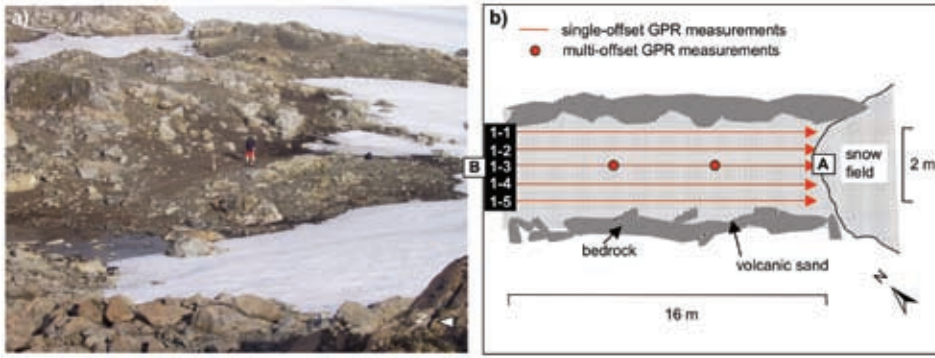 a)
b)
single-offset GPR measurements
multi-offset GPR measurements
1-1
1-2
1-3
1-4
1-5
B
A
snow
field
2 m
bedrock
volcanic sand
N
16 m